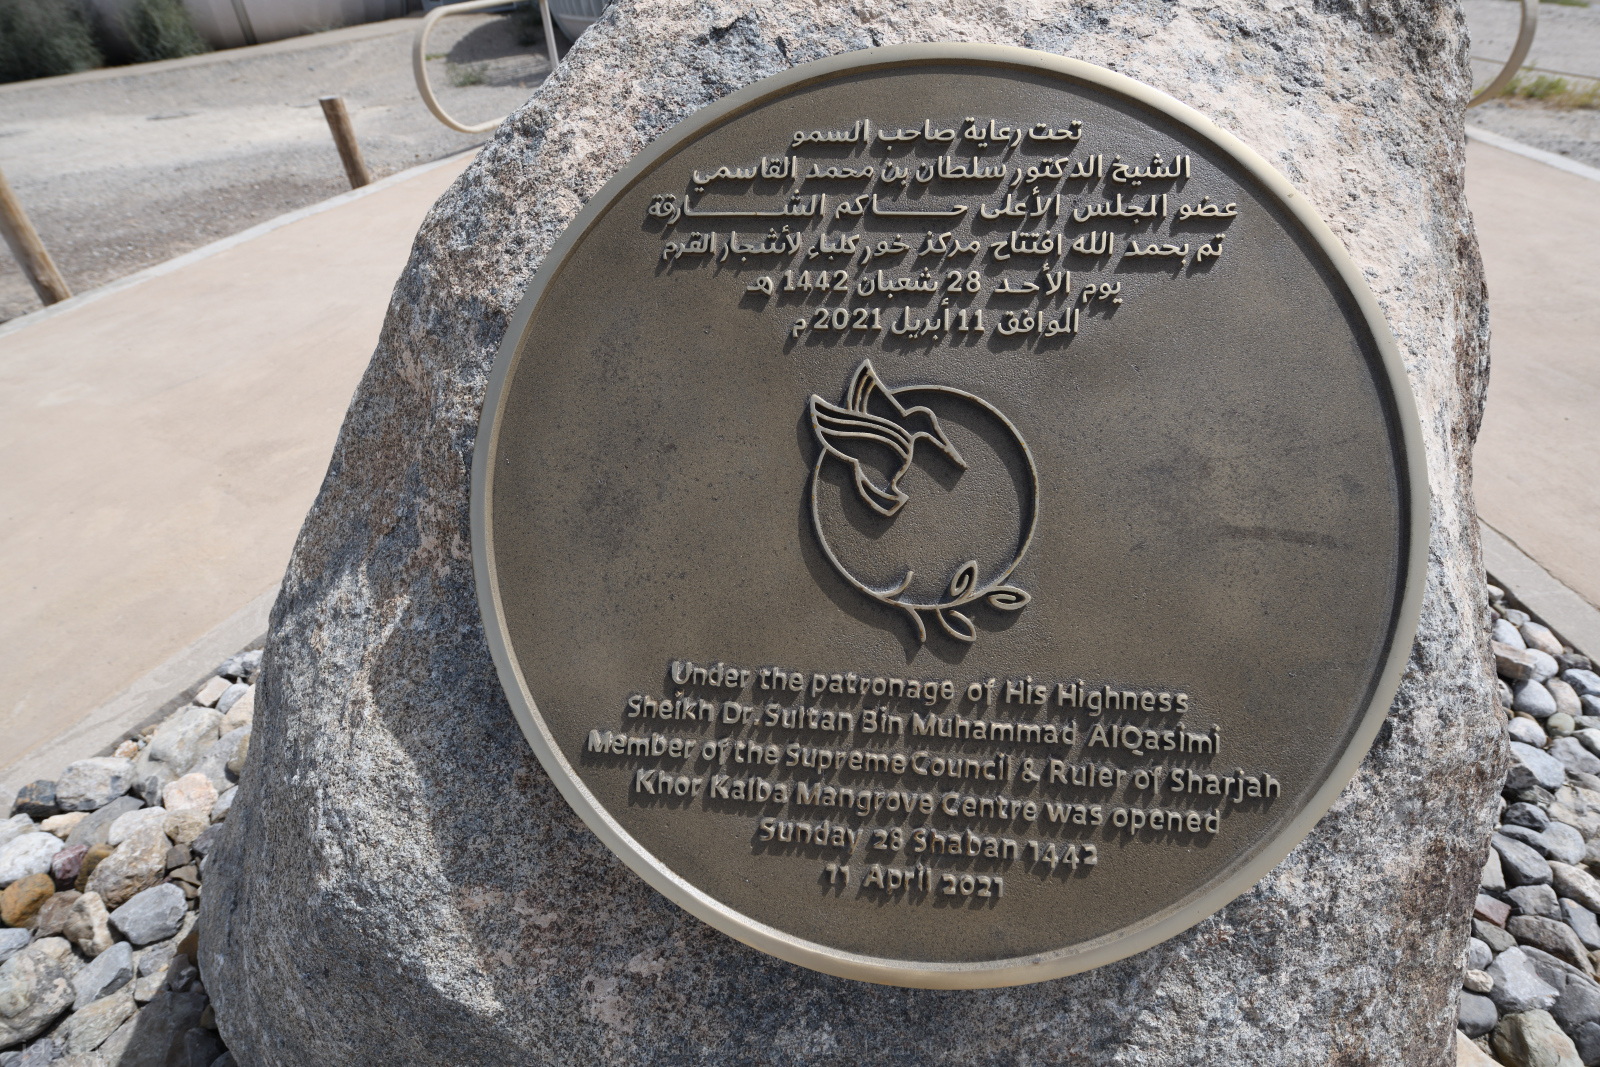 تحت رعاية صاحب السمو
الشيخ الدكتور سلطان بن محمد القاسمي
عضو المجلس الأعلى حـــاكم الشـــــارقة
تم بحمد الله افتتاح مركز خور كلباء لأشجار القرم
يوم الأحد 28 شعبان 1442 هـ
الموافق 11 أبريل 2021 م
Under the patronage of His Highness
Sheikh Dr. Sultan Bin Muhammad AlQasimi
Member of the Supreme Council & Ruler of Sharjah
Khor Kalba Mangrove Centre was opened
Sunday 28 Shaban 1442
11 April 2021